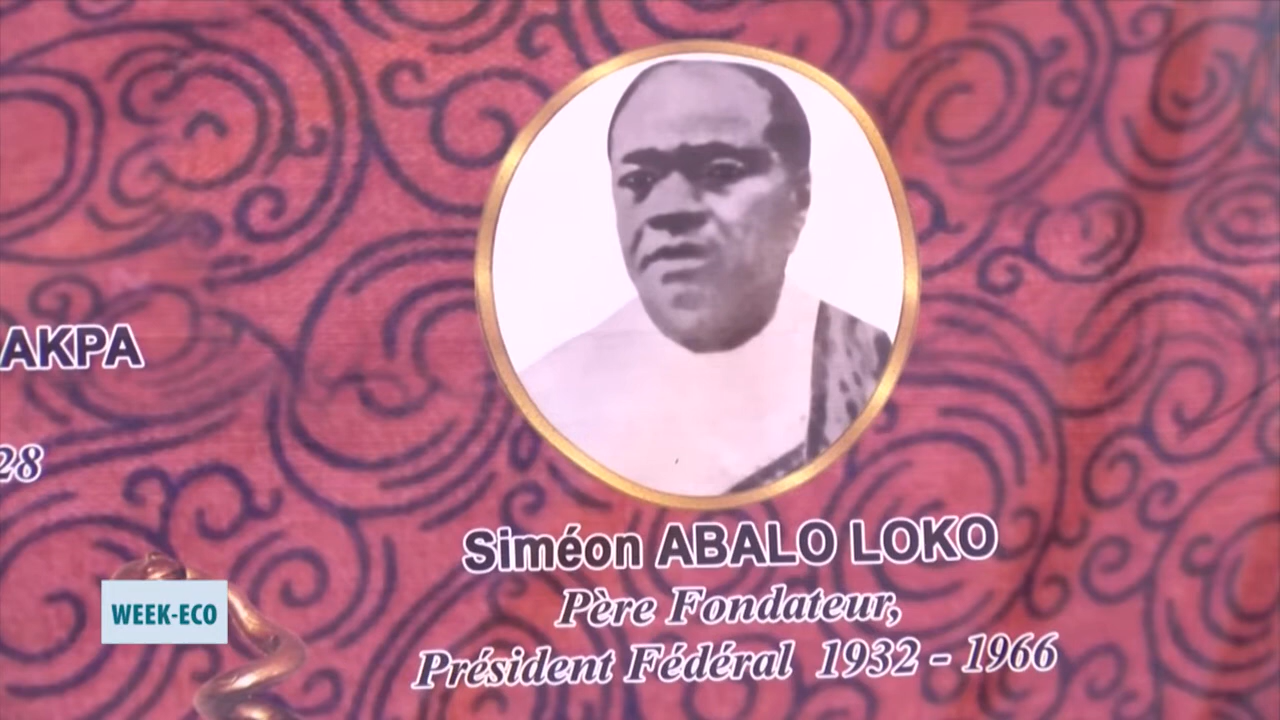 AKPA
28
Siméon ABALO LOKO
Père Fondateur,
Président Fédéral 1932 - 1966
WEEK-ECO